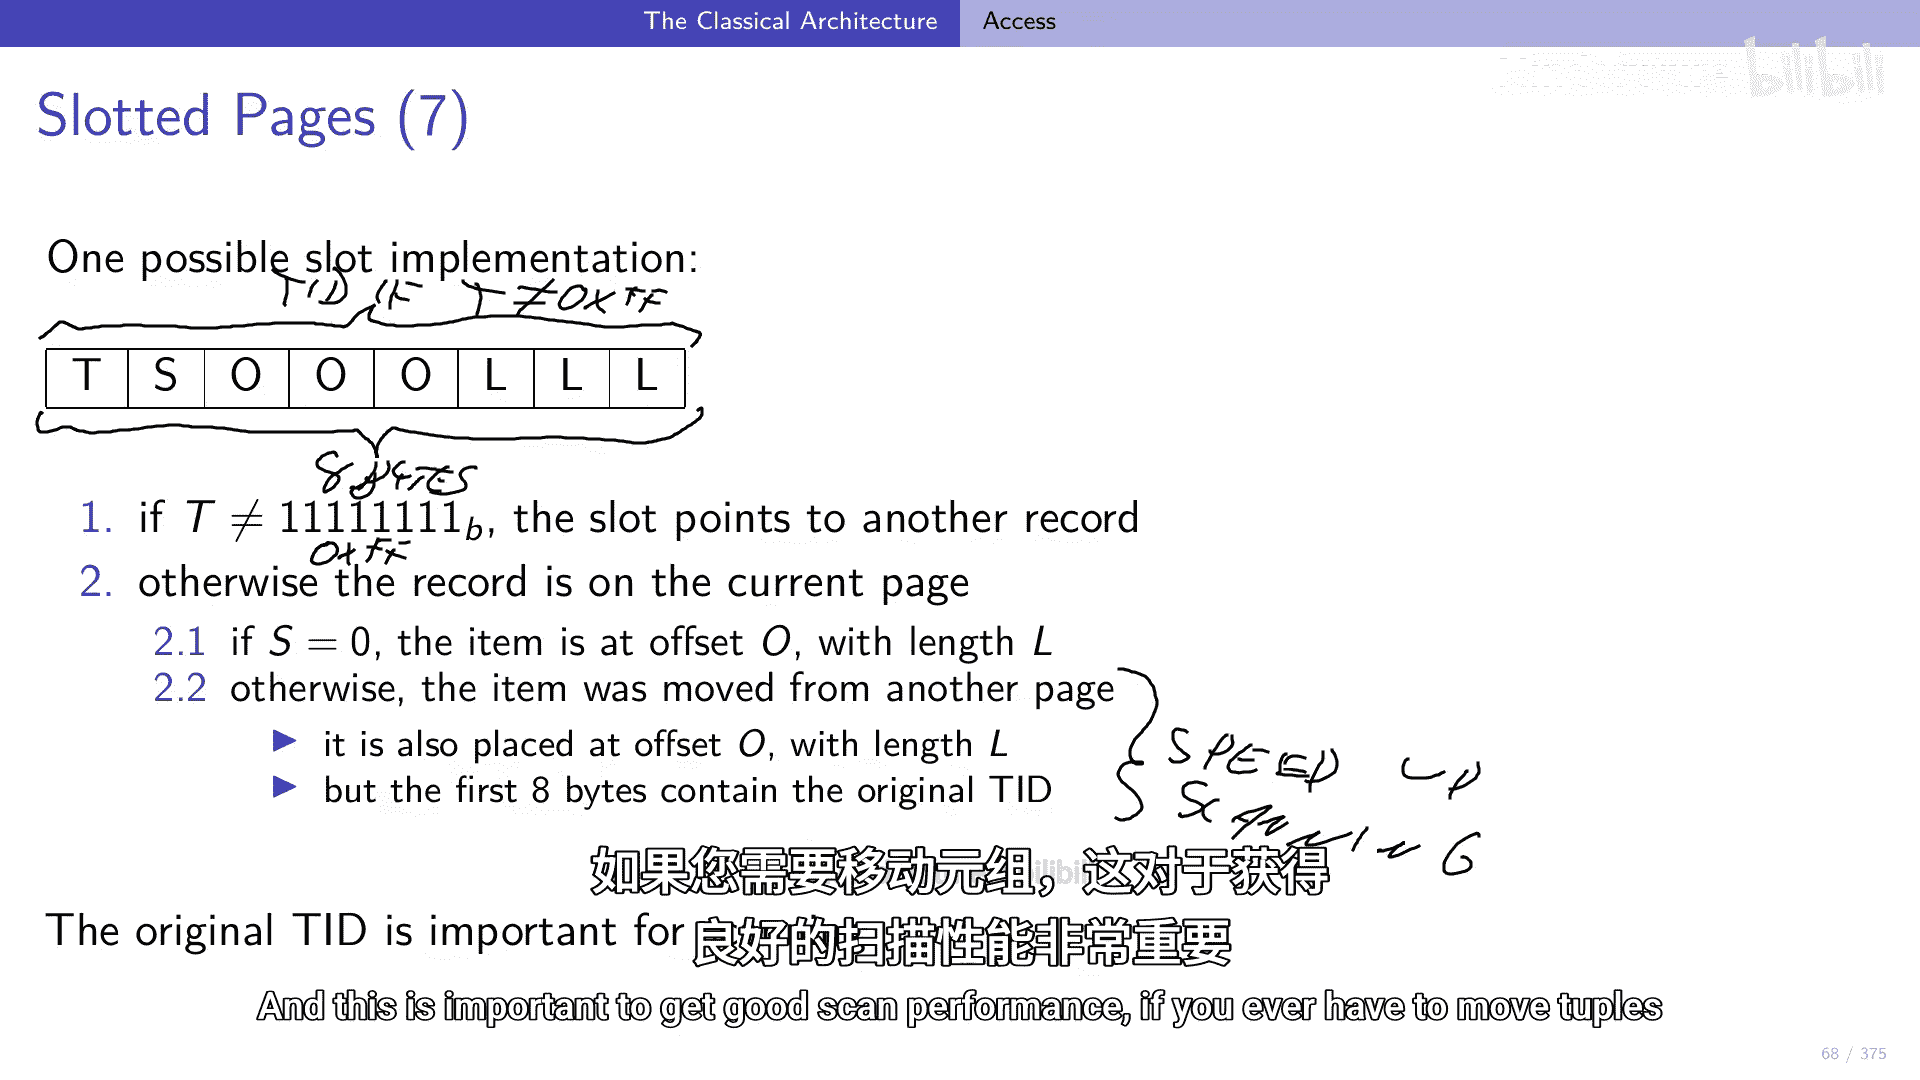 The Classical Architecture Access
bilibili
Slotted Pages (7)
One possible slot implementation:
TID IF T ≠ 0xFF
T S O O O L L L
8 BYTES
1. if T ≠ 11111111b, the slot points to another record
0xFF
2. otherwise the record is on the current page
2.1 if S = 0, the item is at offset O, with length L
2.2 otherwise, the item was moved from another page
▶ it is also placed at offset O, with length L
▶ but the first 8 bytes contain the original TID
SPEED UP
SCANNING
如果您需要移动元组，这对于获得
The original TID is important for
良好的扫描性能非常重要
And this is important to get good scan performance, if you ever have to move tuples
68 / 375